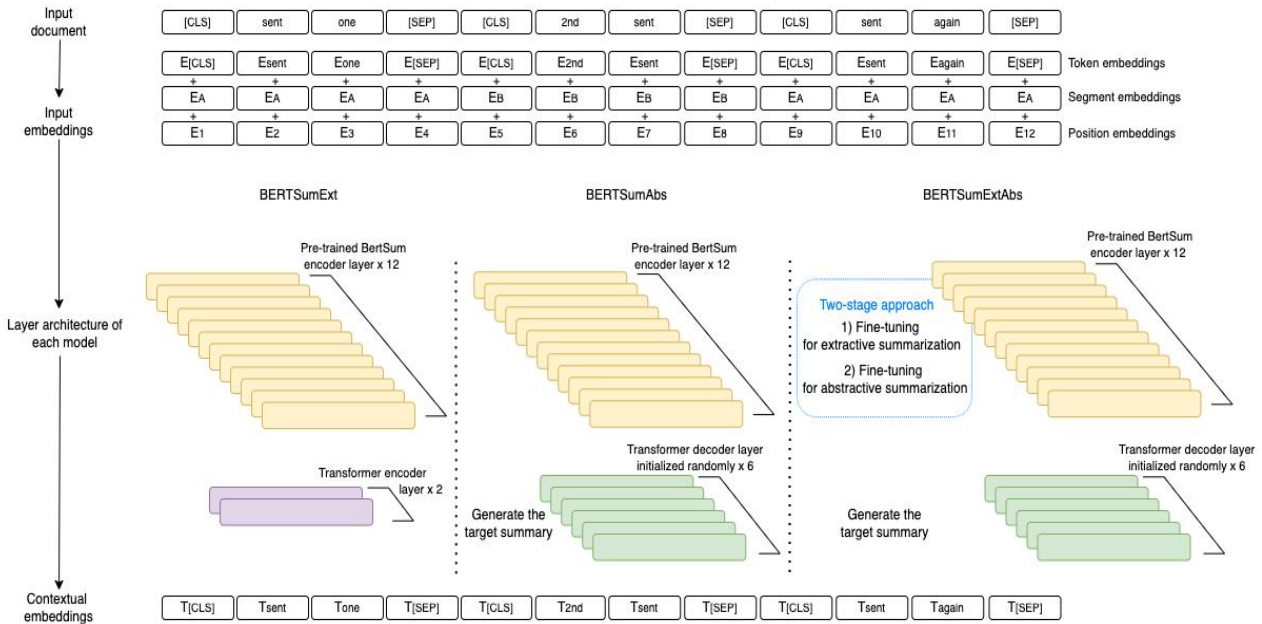 Input
document
[CLS] sent one [SEP] [CLS] 2nd sent [SEP] [CLS] sent again [SEP]
E[CLS] Esent Eone E[SEP] E[CLS] E2nd Esent E[SEP] E[CLS] Esent Eagain E[SEP] Token embeddings
+ + + + + + + + + + + +
EA EA EA EA EB EB EB EB EA EA EA EA Segment embeddings
+ + + + + + + + + + + +
Input
embeddings
E1 E2 E3 E4 E5 E6 E7 E8 E9 E10 E11 E12 Position embeddings
BERTSumExt
BERTSumAbs
BERTSumExtAbs
Layer architecture of
each model
Pre-trained BertSum
encoder layer x 12
Transformer encoder
layer x 2
Pre-trained BertSum
encoder layer x 12
Transformer decoder layer
initialized randomly x 6
Generate the
target summary
Pre-trained BertSum
encoder layer x 12
Two-stage approach
1) Fine-tuning
for extractive summarization
2) Fine-tuning
for abstractive summarization
Transformer decoder layer
initialized randomly x 6
Generate the
target summary
Contextual
embeddings
T[CLS] Tsent Tone T[SEP] T[CLS] T2nd Tsent T[SEP] T[CLS] Tsent Tagain T[SEP]